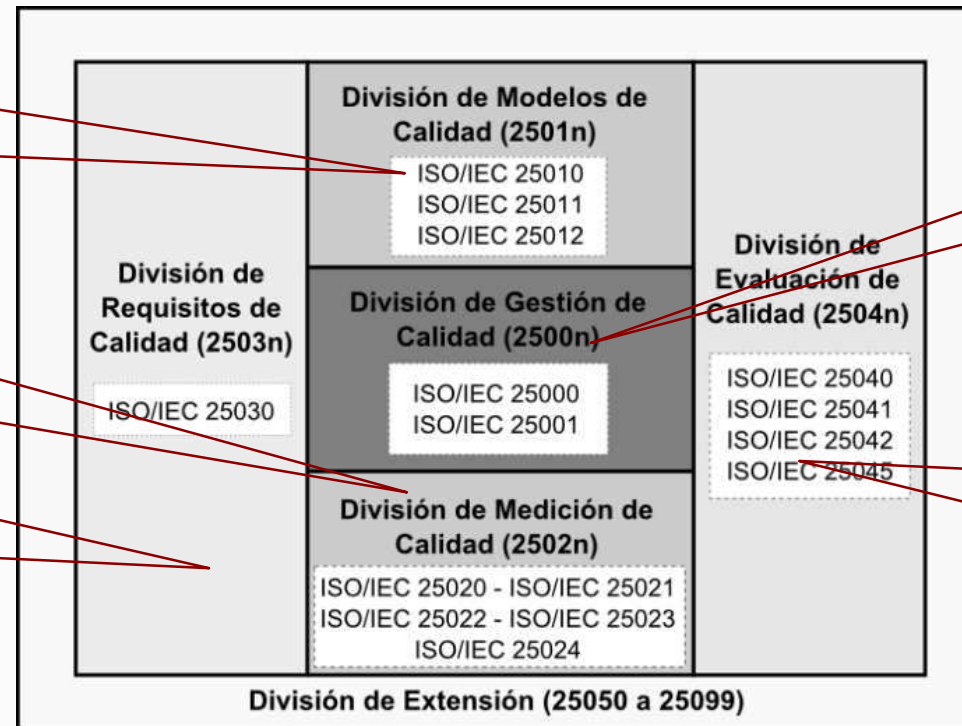 División de Modelos de
Calidad (2501n)
ISO/IEC 25010
ISO/IEC 25011
ISO/IEC 25012
División de
Requisitos de
Calidad (2503n)
ISO/IEC 25030
División de Gestión de
Calidad (2500n)
ISO/IEC 25000
ISO/IEC 25001
División de
Evaluación de
Calidad (2504n)
ISO/IEC 25040
ISO/IEC 25041
ISO/IEC 25042
ISO/IEC 25045
División de Medición de
Calidad (2502n)
ISO/IEC 25020 - ISO/IEC 25021
ISO/IEC 25022 - ISO/IEC 25023
ISO/IEC 25024
División de Extensión (25050 a 25099)